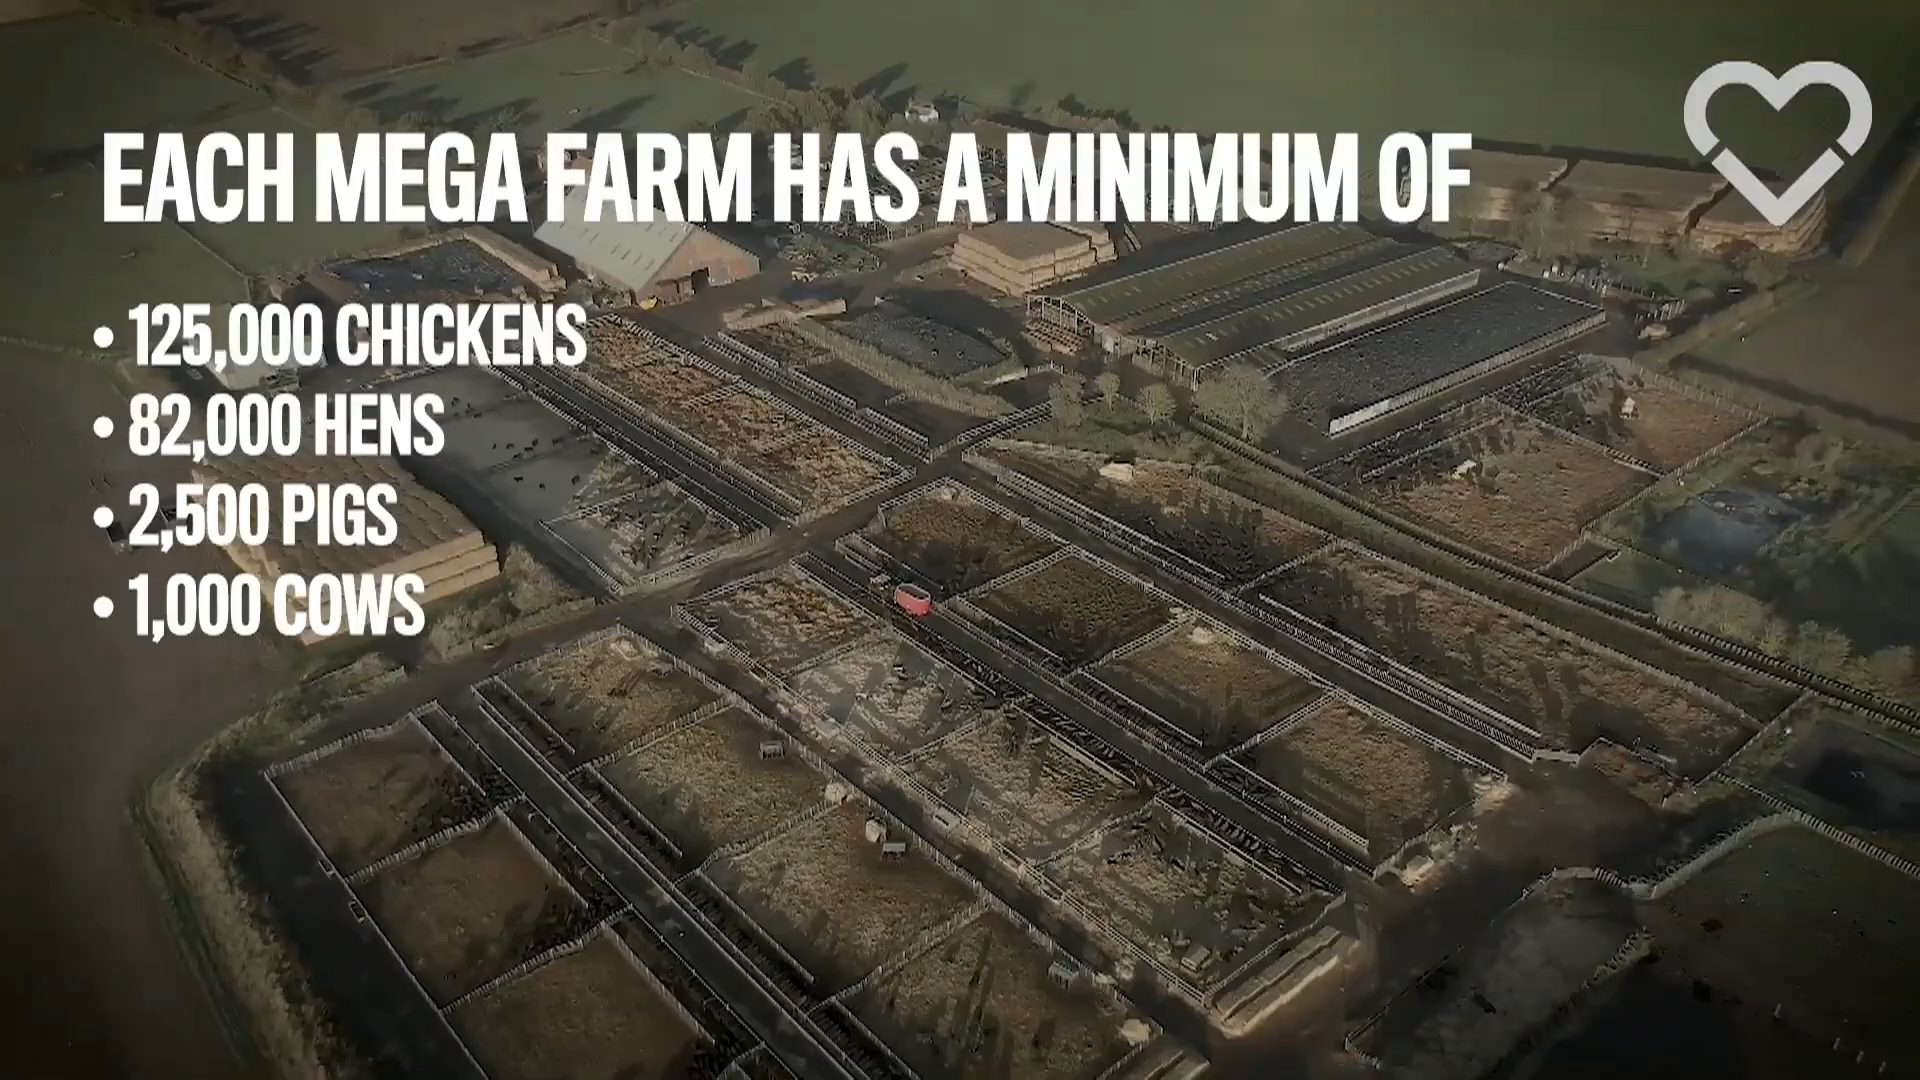 EACH MEGA FARM HAS A MINIMUM OF
• 125,000 CHICKENS
• 82,000 HENS
• 2,500 PIGS
• 1,000 COWS